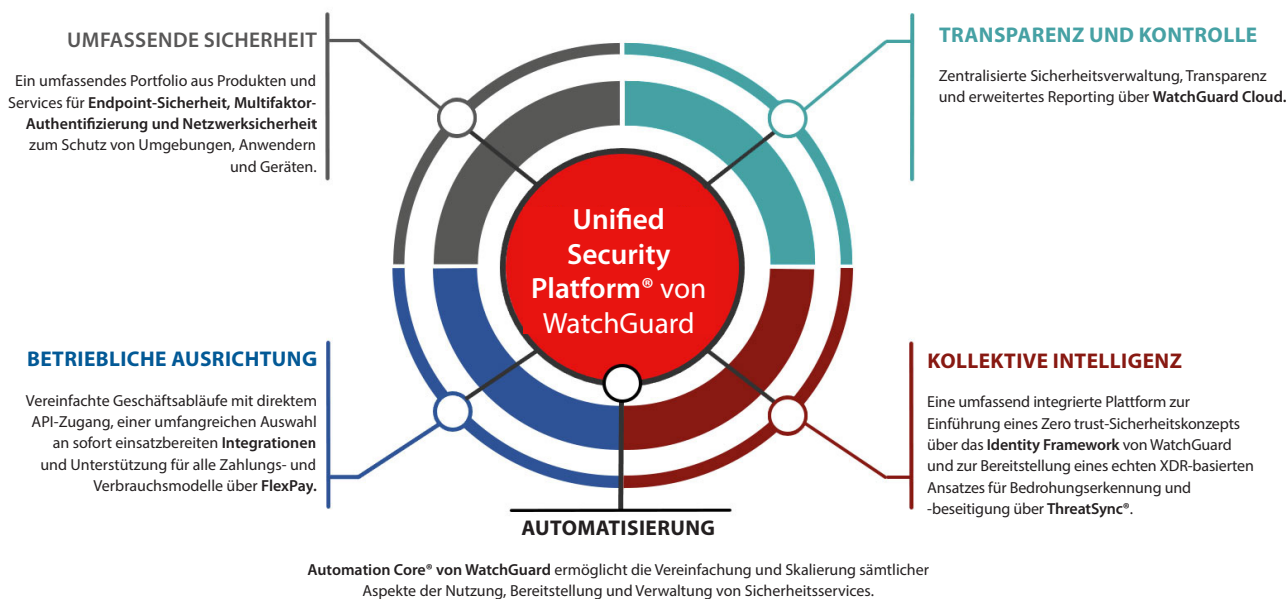 UMFASSENDE SICHERHEIT
Ein umfassendes Portfolio aus Produkten und
Services für Endpoint-Sicherheit, Multifaktor-
Authentifizierung und Netzwerksicherheit
zum Schutz von Umgebungen, Anwendern
und Geräten.
TRANSPARENZ UND KONTROLLE
Zentralisierte Sicherheitsverwaltung, Transparenz
und erweitertes Reporting über WatchGuard Cloud.
Unified
Security
Platform® von
WatchGuard
BETRIEBLICHE AUSRICHTUNG
Vereinfachte Geschäftsabläufe mit direktem
API-Zugang, einer umfangreichen Auswahl
an sofort einsatzbereiten Integrationen
und Unterstützung für alle Zahlungs- und
Verbrauchsmodelle über FlexPay.
KOLLEKTIVE INTELLIGENZ
Eine umfassend integrierte Plattform zur
Einführung eines Zero trust-Sicherheitskonzepts
über das Identity Framework von WatchGuard
und zur Bereitstellung eines echten XDR-basierten
Ansatzes für Bedrohungserkennung und
-beseitigung über ThreatSync®.
AUTOMATISIERUNG
Automation Core® von WatchGuard ermöglicht die Vereinfachung und Skalierung sämtlicher
Aspekte der Nutzung, Bereitstellung und Verwaltung von Sicherheitsservices.